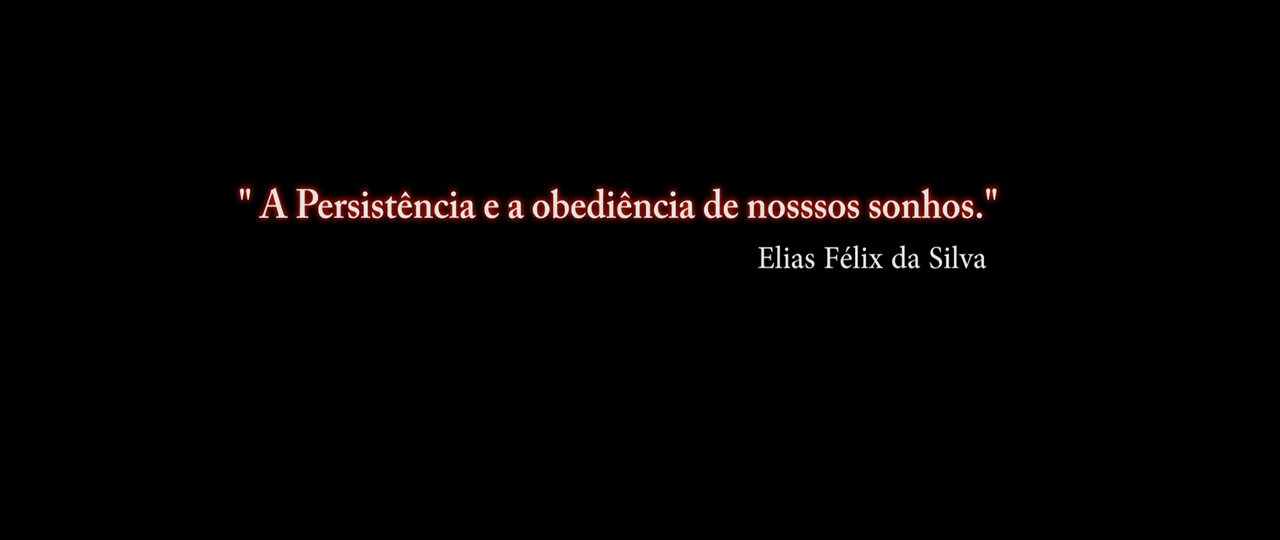 " A Persistência e a obediência de nosssos sonhos."
Elias Félix da Silva